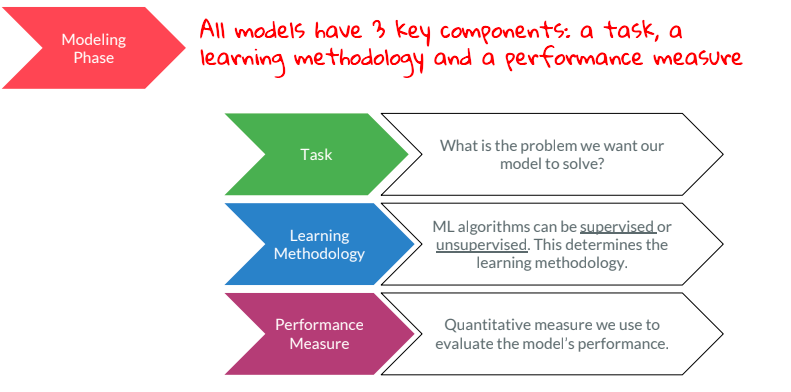 Modeling
Phase
All models have 3 key components: a task, a
learning methodology and a performance measure
Task
What is the problem we want our
model to solve?
Learning
Methodology
ML algorithms can be supervised or
unsupervised. This determines the
learning methodology.
Performance
Measure
Quantitative measure we use to
evaluate the model's performance.